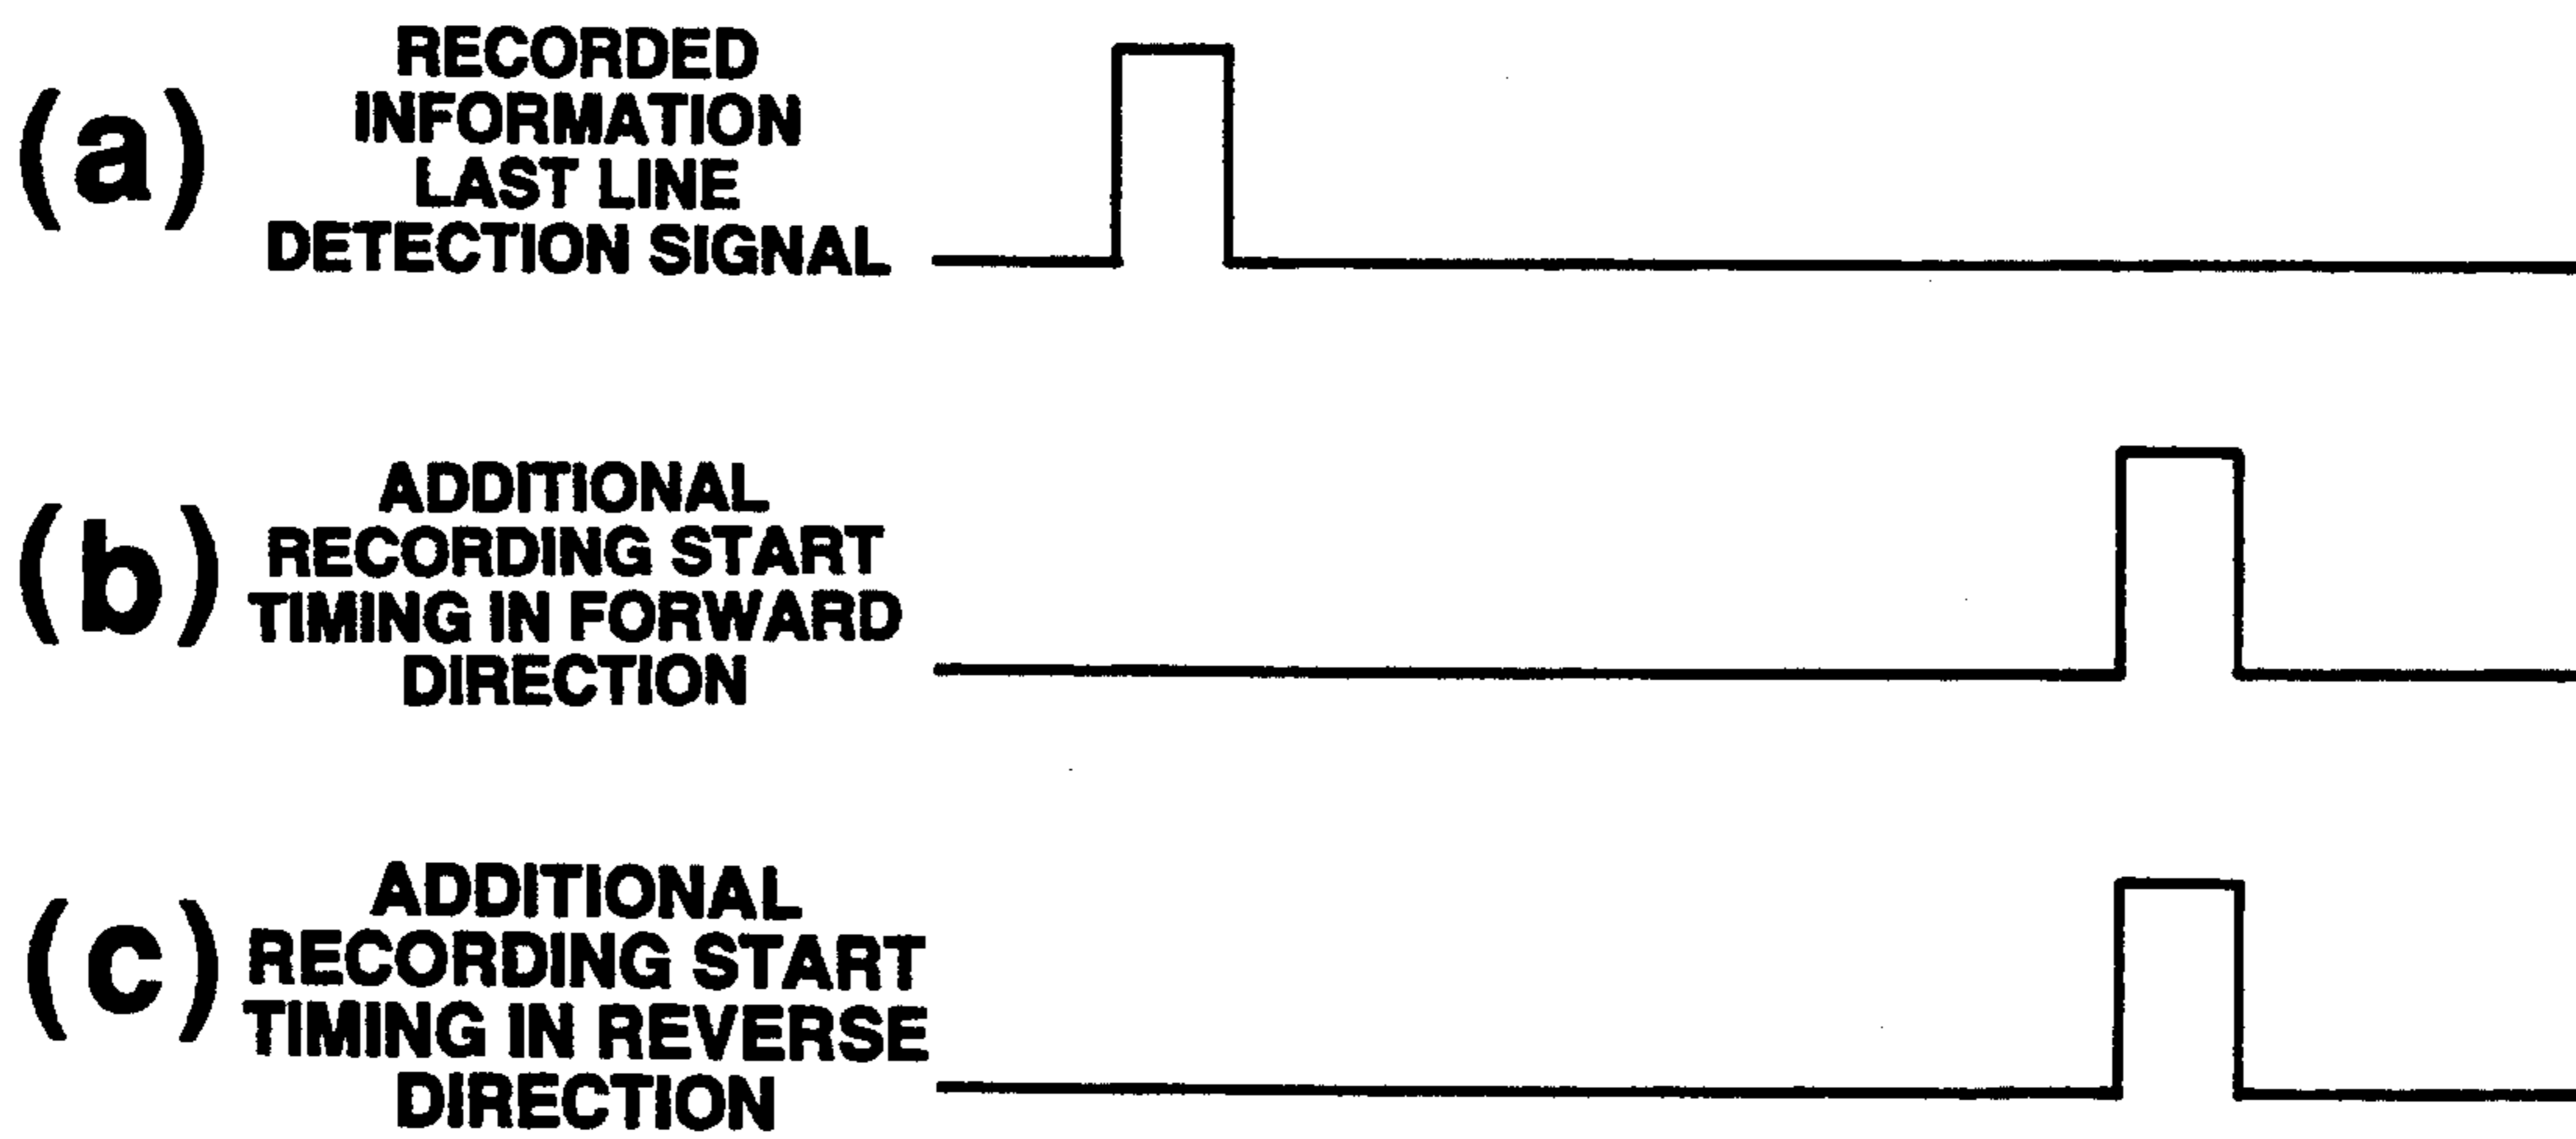 (a)
RECORDED
INFORMATION
LAST LINE
DETECTION SIGNAL
(b)
ADDITIONAL
RECORDING START
TIMING IN FORWARD
DIRECTION
(c)
ADDITIONAL
RECORDING START
TIMING IN REVERSE
DIRECTION